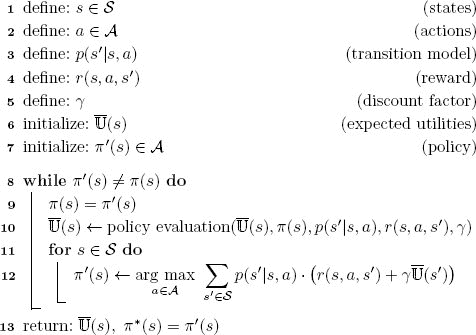 1 define: s ∈ 𝒮 (states)
2 define: a ∈ 𝒜 (actions)
3 define: p(s′|s, a) (transition model)
4 define: r(s, a, s′) (reward)
5 define: γ (discount factor)
6 initialize: 𝕌̅(s) (expected utilities)
7 initialize: π′(s) ∈ 𝒜 (policy)
8 while π′(s) ≠ π(s) do
9 π(s) = π′(s)
10 𝕌̅(s) ← policy evaluation(𝕌̅(s), π(s), p(s′|s, a), r(s, a, s′), γ)
11 for s ∈ 𝒮 do
12 π′(s) ← arg max_{a∈𝒜} ∑_{s′∈𝒮} p(s′|s, a) · (r(s, a, s′) + γ𝕌̅(s′))
13 return: 𝕌̅(s), π*(s) = π′(s)